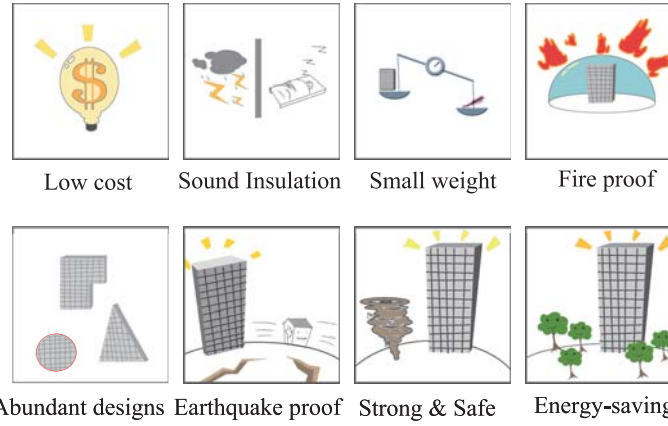 $
Low cost
Sound Insulation
Small weight
Fire proof
Abundant designs
Earthquake proof
Strong & Safe
Energy-saving